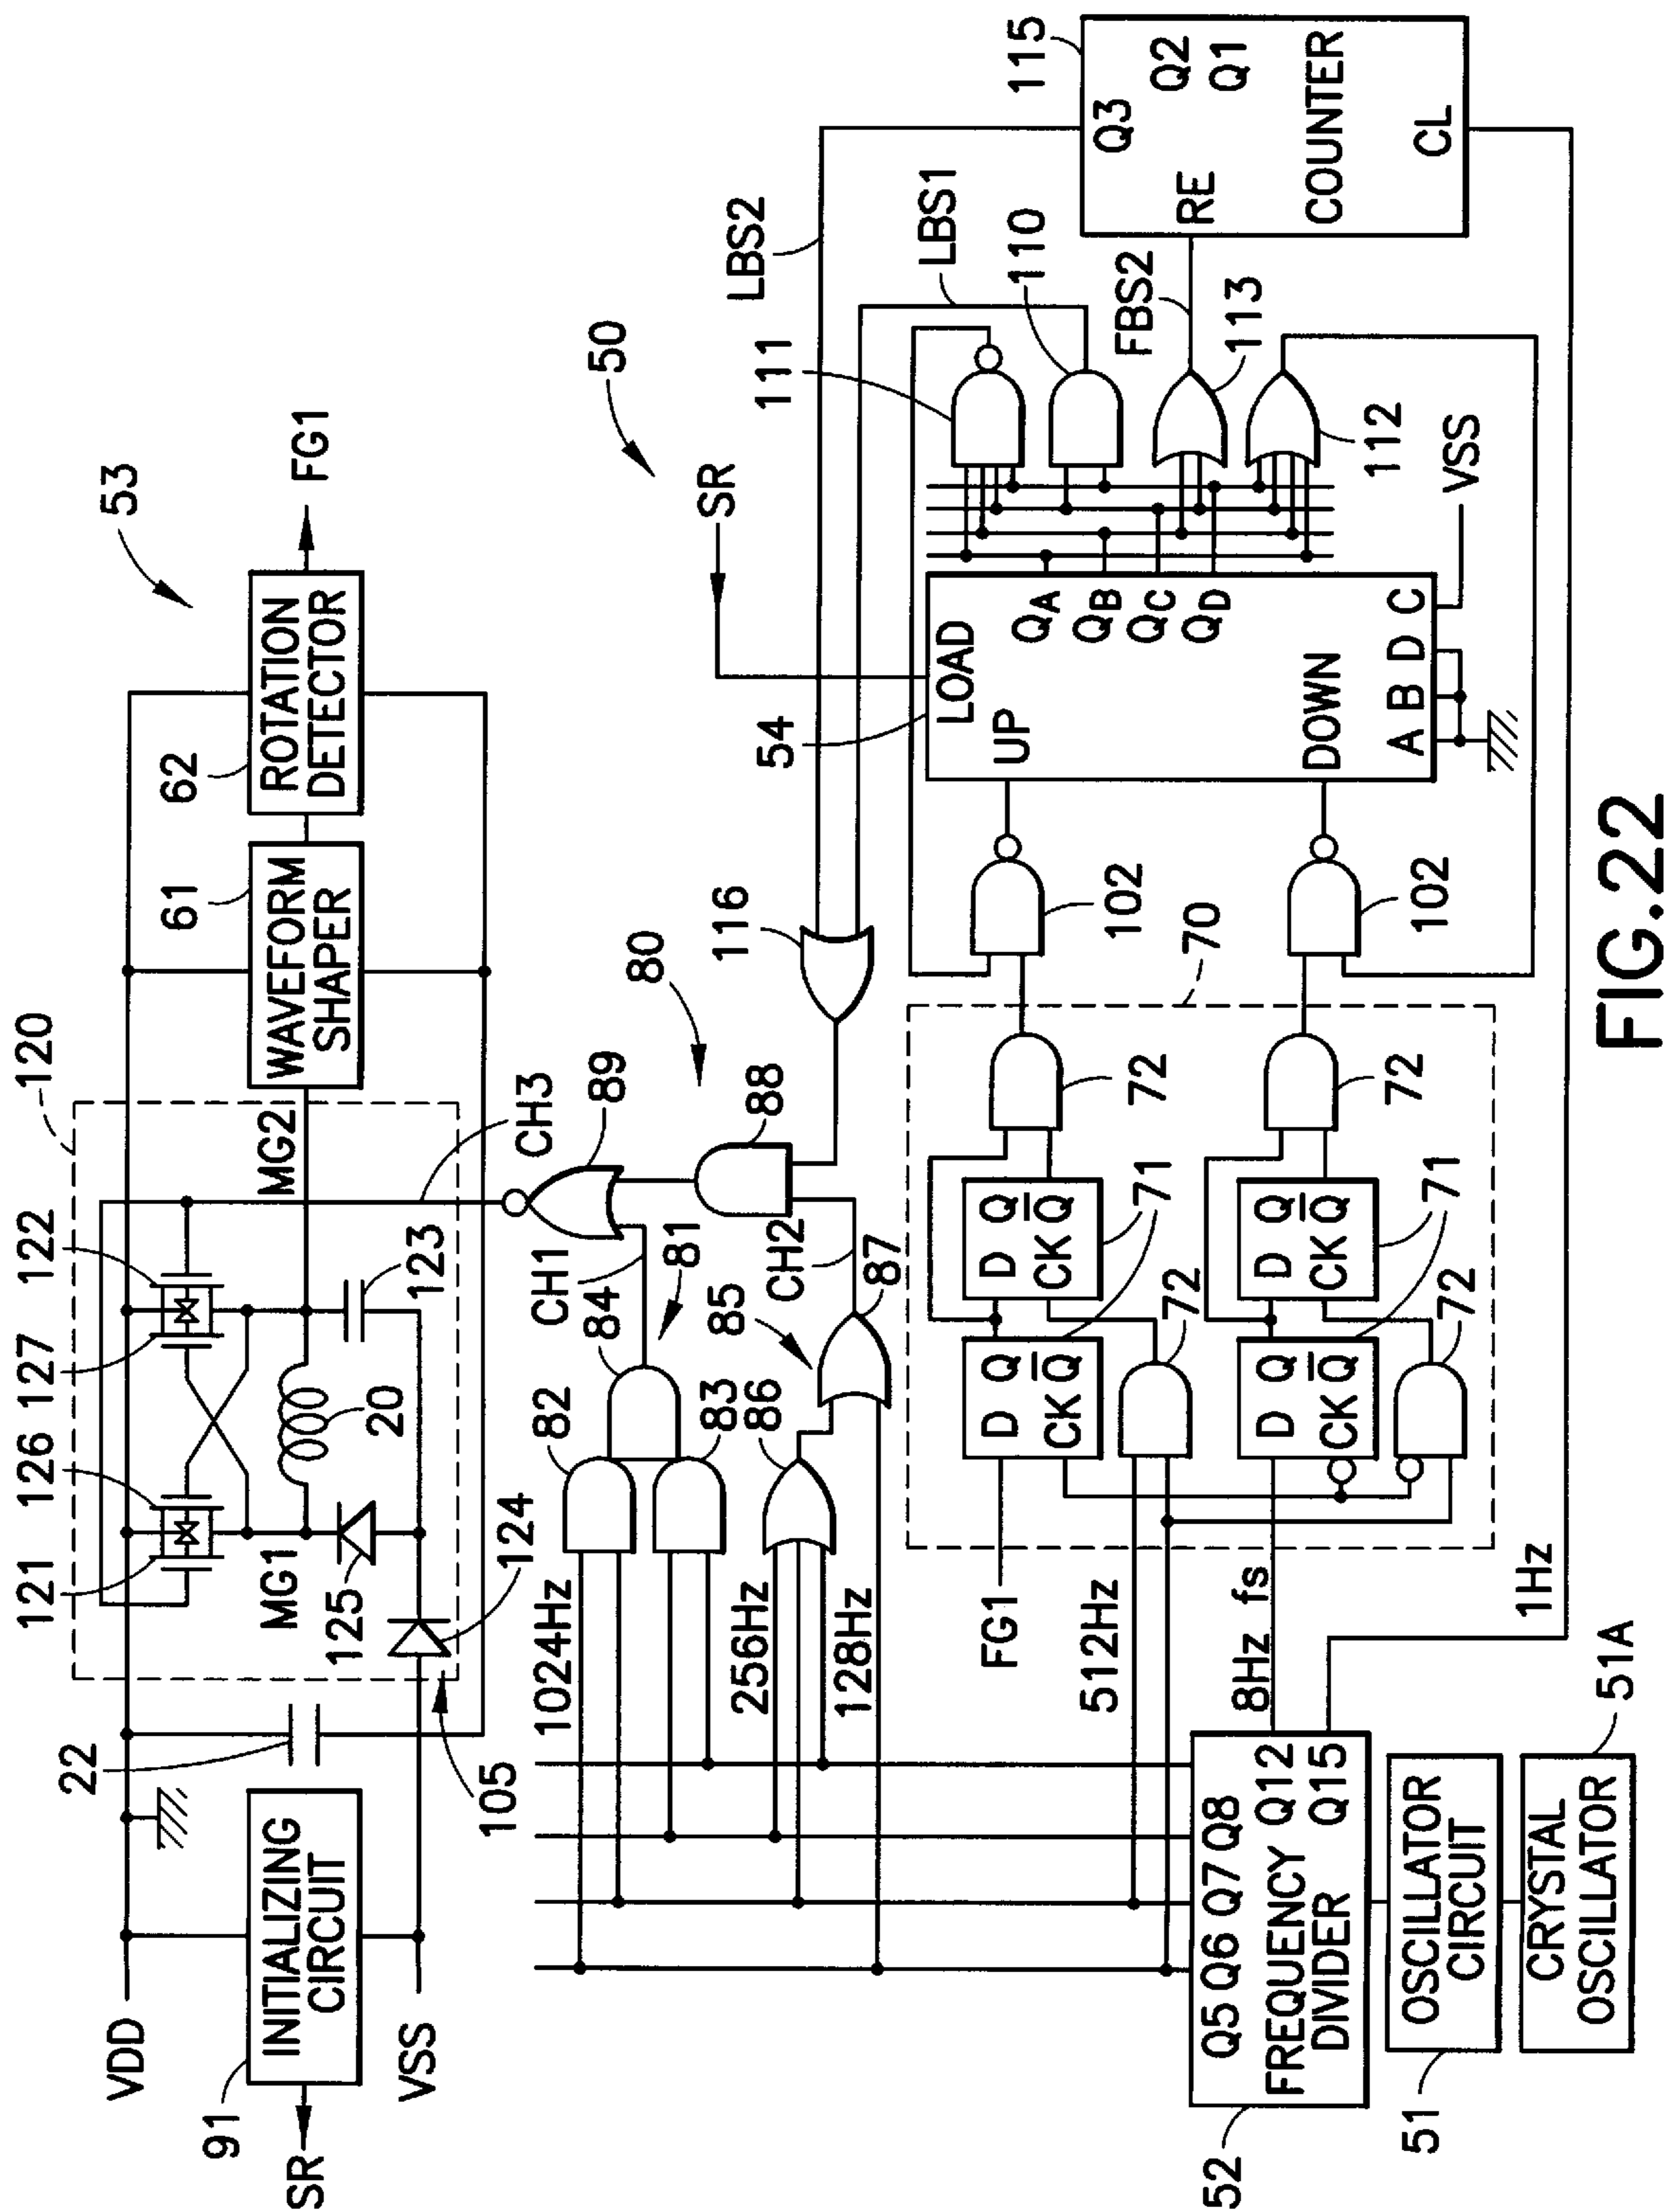 53
120
121
126
127
122
VDD
22
91
INITIALIZING
CIRCUIT
SR
VSS
105
MG1
125
124
20
123
MG2
CH3
61
WAVEFORM
SHAPER
62
ROTATION
DETECTOR
FG1
50
80
81
82
84
83
CH1
89
88
85
86
87
CH2
116
LBS2
LBS1
1024Hz
256Hz
128Hz
SR
54
LOAD
UP
DOWN
QA
QB
QC
QD
A B D C
VSS
111
110
FBS2
113
112
115
Q3
Q2
Q1
RE
COUNTER
CL
70
FG1
512Hz
8Hz fs
1Hz
D Q
CK Q̅
D Q
CK Q̅
71
72
72
102
D Q
CK Q̅
D Q
CK Q̅
71
72
72
102
52
Q5 Q6 Q7 Q8
FREQUENCY
DIVIDER
Q12
Q15
51
OSCILLATOR
CIRCUIT
CRYSTAL
OSCILLATOR
51A
FIG.22